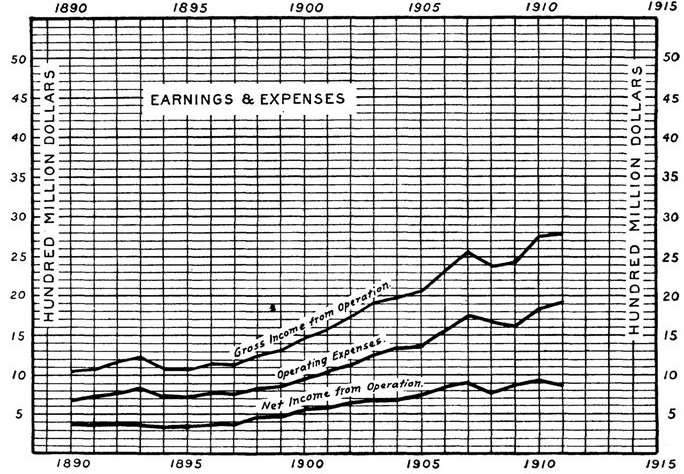 1890 1895 1900 1905 1910 1915
EARNINGS & EXPENSES
HUNDRED MILLION DOLLARS
50
45
40
35
30
25
20
15
10
5
Gross Income from Operation.
Operating Expenses.
Net Income from Operation.
HUNDRED MILLION DOLLARS
50
45
40
35
30
25
20
15
10
5
1890 1895 1900 1905 1910 1915